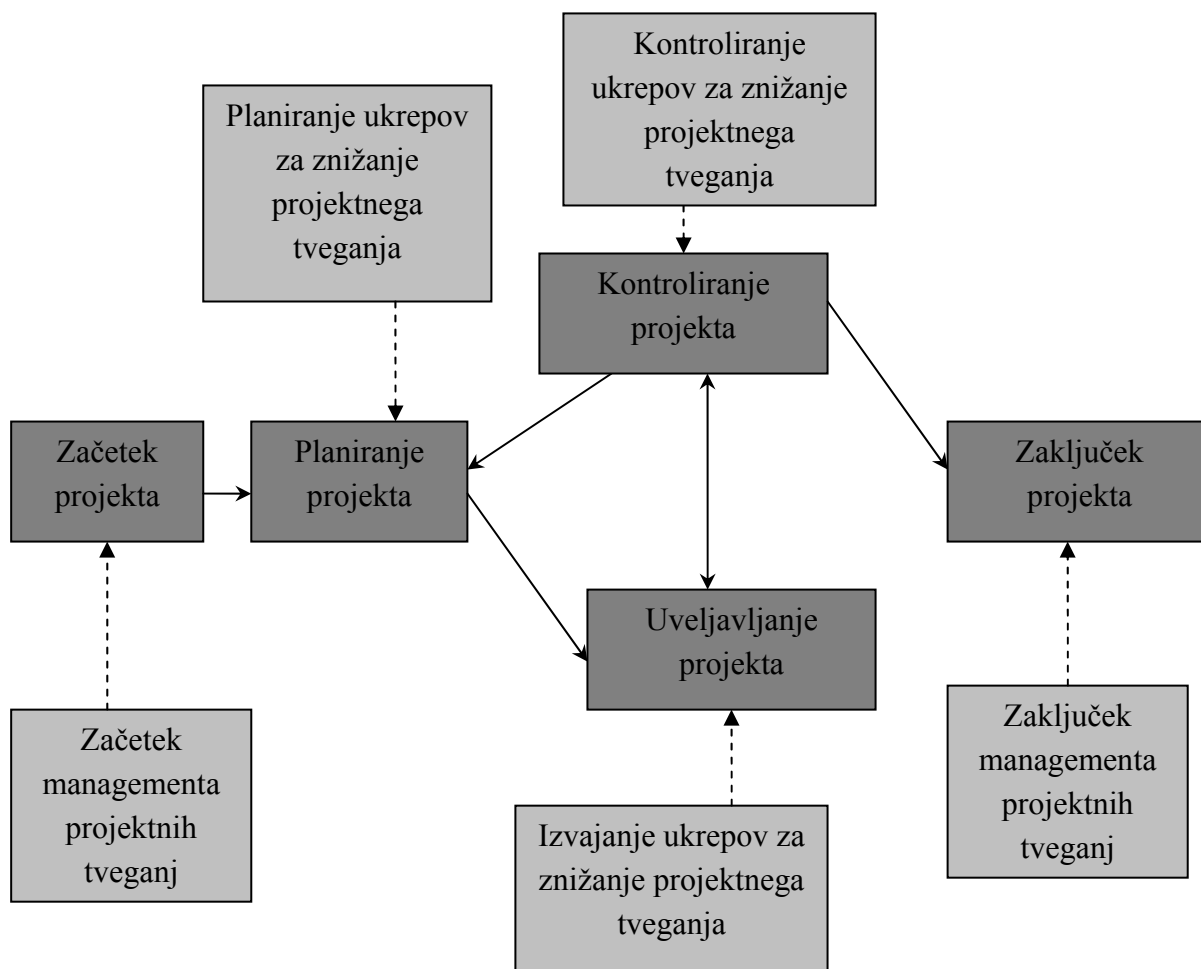 Kontroliranje
ukrepov za znižanje
projektnega
tveganja
Planiranje ukrepov
za znižanje
projektnega
tveganja
Kontroliranje
projekta
Začetek
projekta
Planiranje
projekta
Zaključek
projekta
Uveljavljanje
projekta
Začetek
managementa
projektnih
tveganj
Zaključek
managementa
projektnih
tveganj
Izvajanje ukrepov za
znižanje projektnega
tveganja